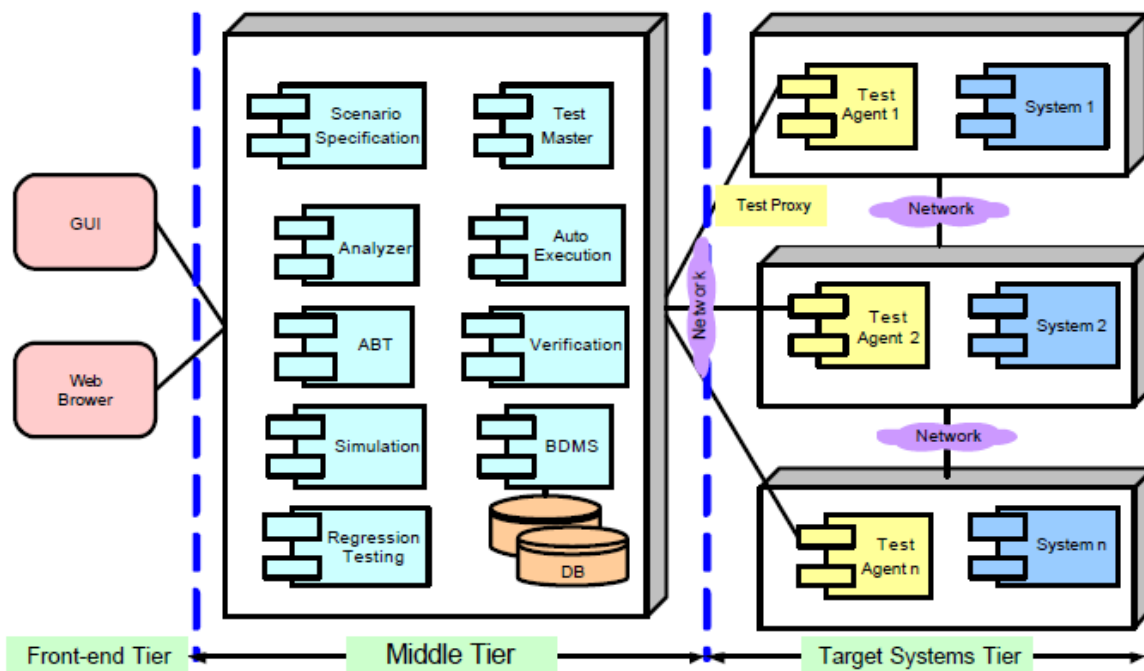 GUI
Web
Brower
Scenario
Specification
Test
Master
Analyzer
Auto
Execution
ABT
Verification
Simulation
BDMS
Regression
Testing
DB
Test Proxy
Network
Test
Agent 1
System 1
Network
Test
Agent 2
System 2
Network
Test
Agent n
System n
Front-end Tier
Middle Tier
Target Systems Tier